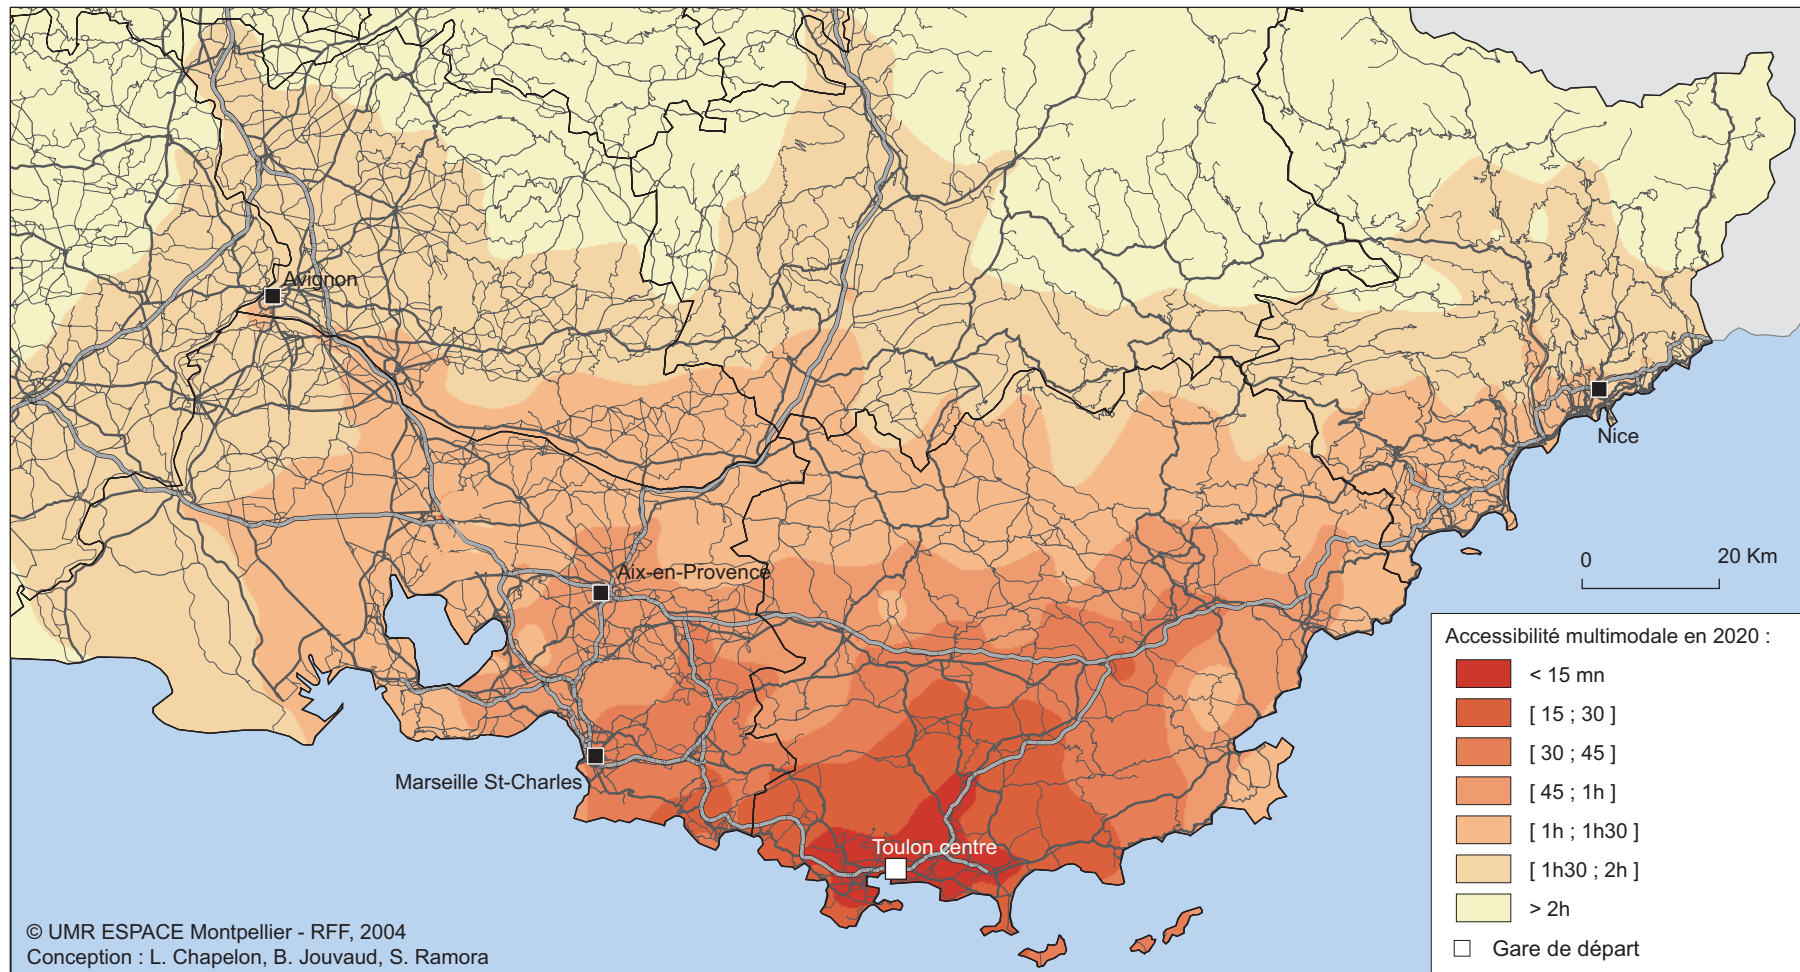 Avignon
Nice
Aix-en-Provence
0 20 Km
Marseille St-Charles
Toulon centre
Accessibilité multimodale en 2020 :
< 15 mn
[ 15 ; 30 ]
[ 30 ; 45 ]
[ 45 ; 1h ]
[ 1h ; 1h30 ]
[ 1h30 ; 2h ]
> 2h
Gare de départ
© UMR ESPACE Montpellier - RFF, 2004
Conception : L. Chapelon, B. Jouvaud, S. Ramora